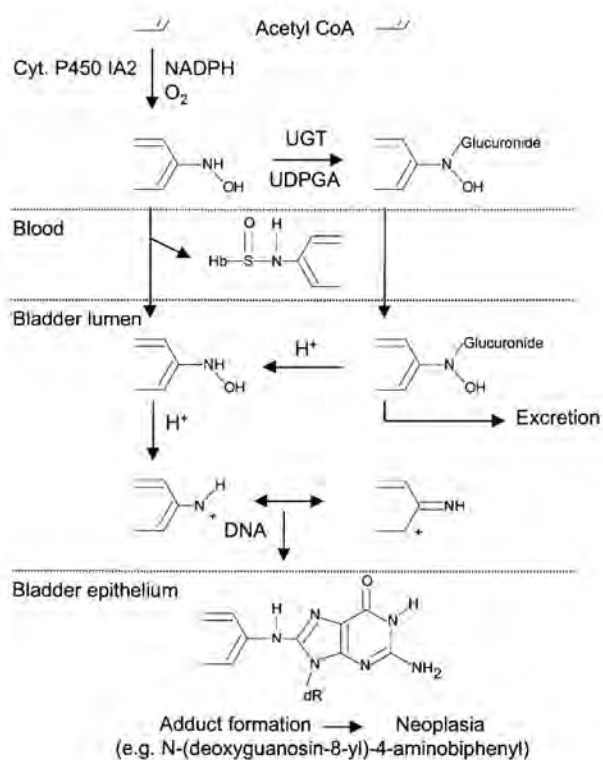 Acetyl CoA
Cyt. P450 IA2 NADPH
O2
NH
OH
UGT
UDPGA
Glucuronide
N
OH
Blood
O H
Hb S N
Bladder lumen
NH
OH
H+
Glucuronide
N
OH
Excretion
H+
H
N
+
NH
+
DNA
Bladder epithelium
H
N
N
N
dR
O
N H
N
NH2
Adduct formation → Neoplasia
(e.g. N-(deoxyguanosin-8-yl)-4-aminobiphenyl)